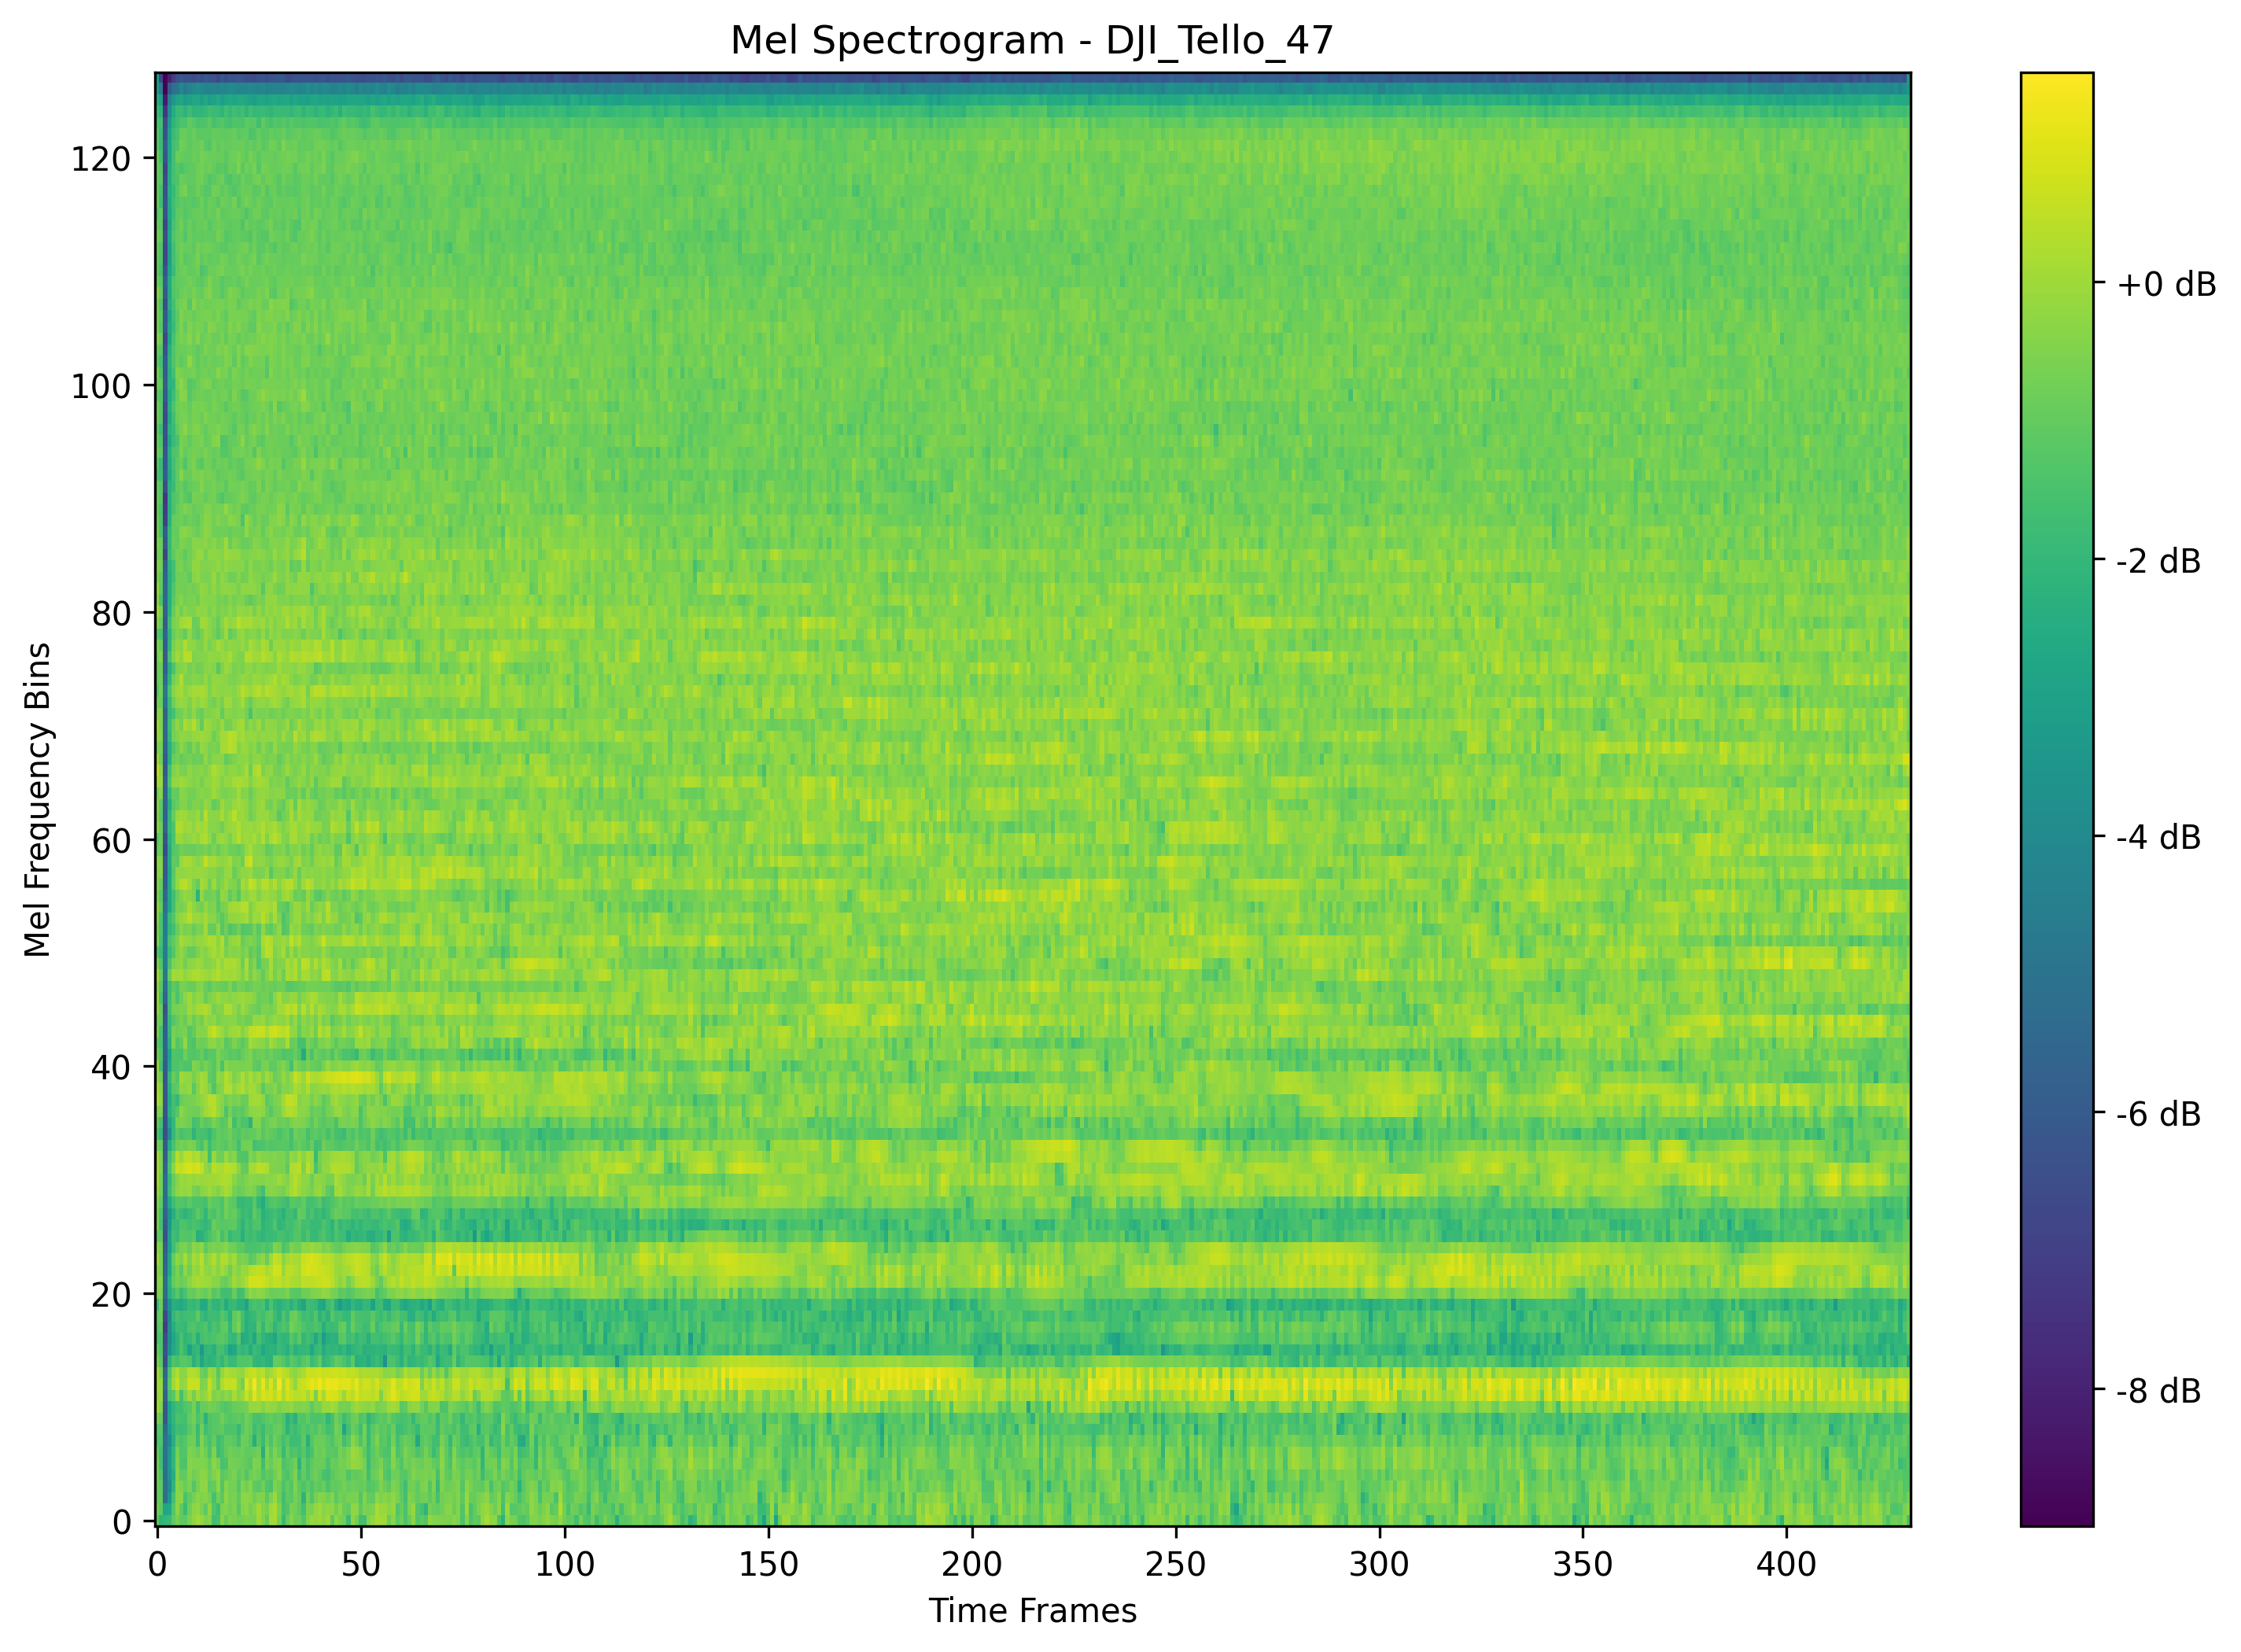 Mel Spectrogram - DJI_Tello_47
Mel Frequency Bins
120
100
80
60
40
20
0
0 50 100 150 200 250 300 350 400
Time Frames
+0 dB
-2 dB
-4 dB
-6 dB
-8 dB